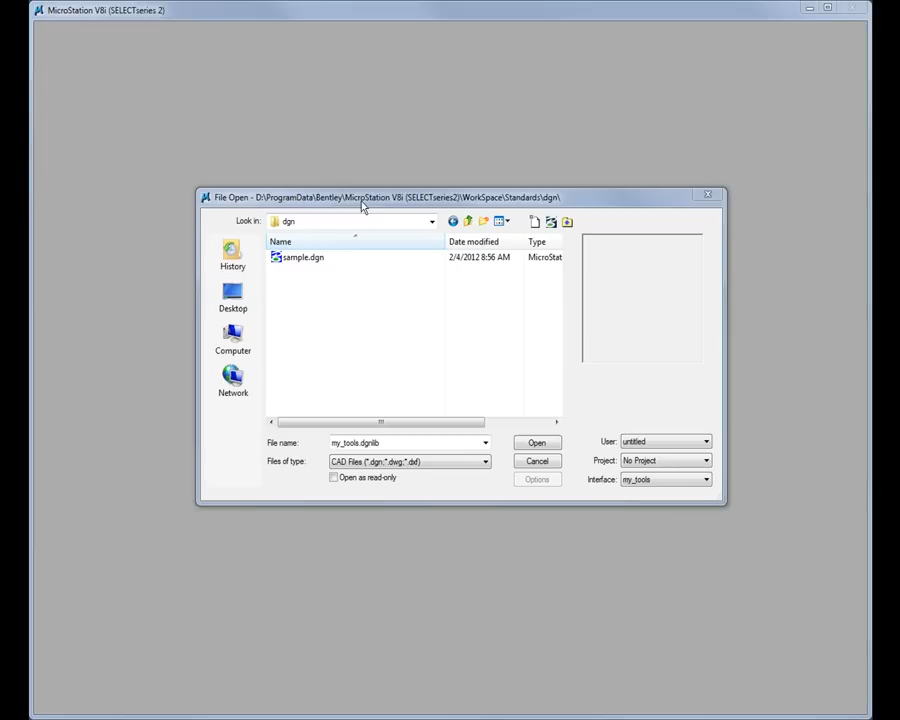 MicroStation V8i (SELECTseries 2)
File Open - D:\ProgramData\Bentley\MicroStation V8i (SELECTseries2)\WorkSpace\Standards\dgn\
Look in: dgn
Name Date modified Type
sample.dgn 2/4/2012 8:56 AM MicroStat
History
Desktop
Computer
Network
File name: my_tools.dgnlib Open User: untitled
Files of type: CAD Files (*.dgn;*.dwg;*.dxf) Cancel Project: No Project
Open as read-only Options Interface: my_tools